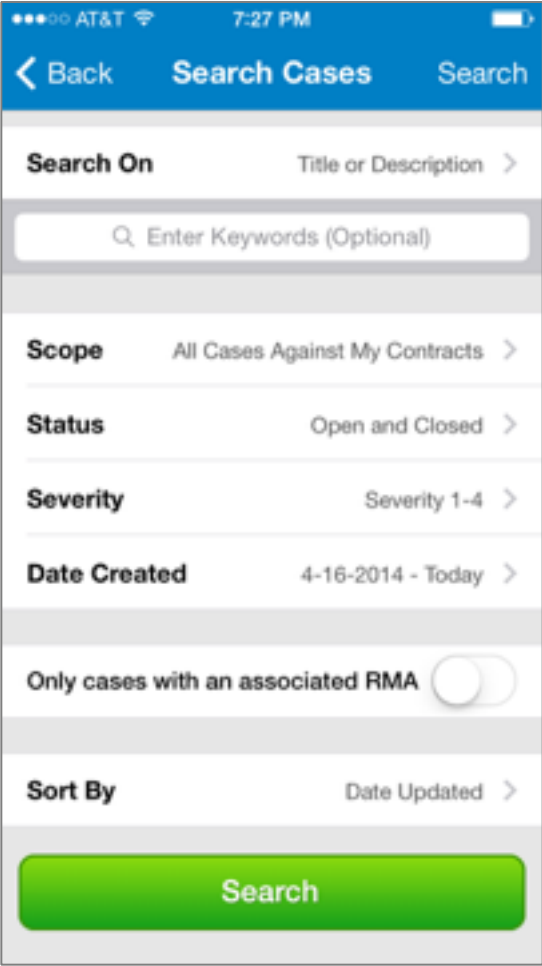 AT&T 7:27 PM
Back Search Cases Search
Search On Title or Description
Enter Keywords (Optional)
Scope All Cases Against My Contracts
Status Open and Closed
Severity Severity 1-4
Date Created 4-16-2014 - Today
Only cases with an associated RMA
Sort By Date Updated
Search